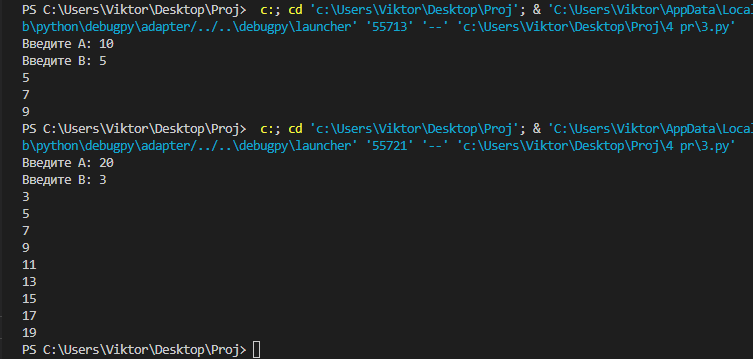 PS C:\Users\Viktor\Desktop\Proj>  c:; cd 'c:\Users\Viktor\Desktop\Proj'; & 'C:\Users\Viktor\AppData\Loca
b\python\debugpy\adapter/../..\debugpy\launcher' '55713' '--' 'c:\Users\Viktor\Desktop\Proj\4 pr\3.py'
Введите A: 10
Введите B: 5
5
7
9
PS C:\Users\Viktor\Desktop\Proj>  c:; cd 'c:\Users\Viktor\Desktop\Proj'; & 'C:\Users\Viktor\AppData\Loca
b\python\debugpy\adapter/../..\debugpy\launcher' '55721' '--' 'c:\Users\Viktor\Desktop\Proj\4 pr\3.py'
Введите A: 20
Введите B: 3
3
5
7
9
11
13
15
17
19
PS C:\Users\Viktor\Desktop\Proj>